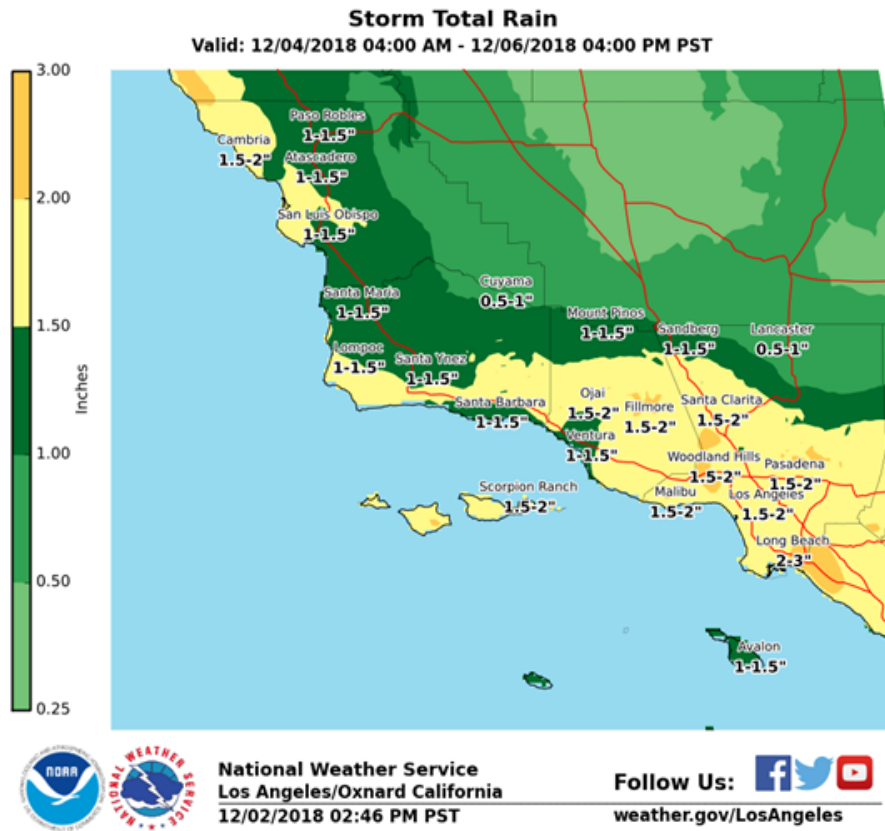 Storm Total Rain
Valid: 12/04/2018 04:00 AM - 12/06/2018 04:00 PM PST
3.00
2.00
1.50
1.00
0.50
0.25
Inches
Paso Robles
1-1.5"
Cambria
1.5-2"
Atascadero
1-1.5"
San Luis Obispo
1-1.5"
Cuyama
0.5-1"
Santa Maria
1-1.5"
Mount Pinos
1-1.5"
Sandberg
1-1.5"
Lancaster
0.5-1"
Lompoc
1-1.5"
Santa Ynez
1-1.5"
Santa Barbara
1-1.5"
Ojai
1.5-2"
Fillmore
1.5-2"
Santa Clarita
1.5-2"
Ventura
1-1.5"
Woodland Hills
1.5-2"
Pasadena
1.5-2"
Scorpion Ranch
1.5-2"
Malibu
1.5-2"
Los Angeles
1.5-2"
Long Beach
2-3"
Avalon
1-1.5"
NOAA
NATIONAL WEATHER SERVICE
National Weather Service
Los Angeles/Oxnard California
12/02/2018 02:46 PM PST
Follow Us:
weather.gov/LosAngeles